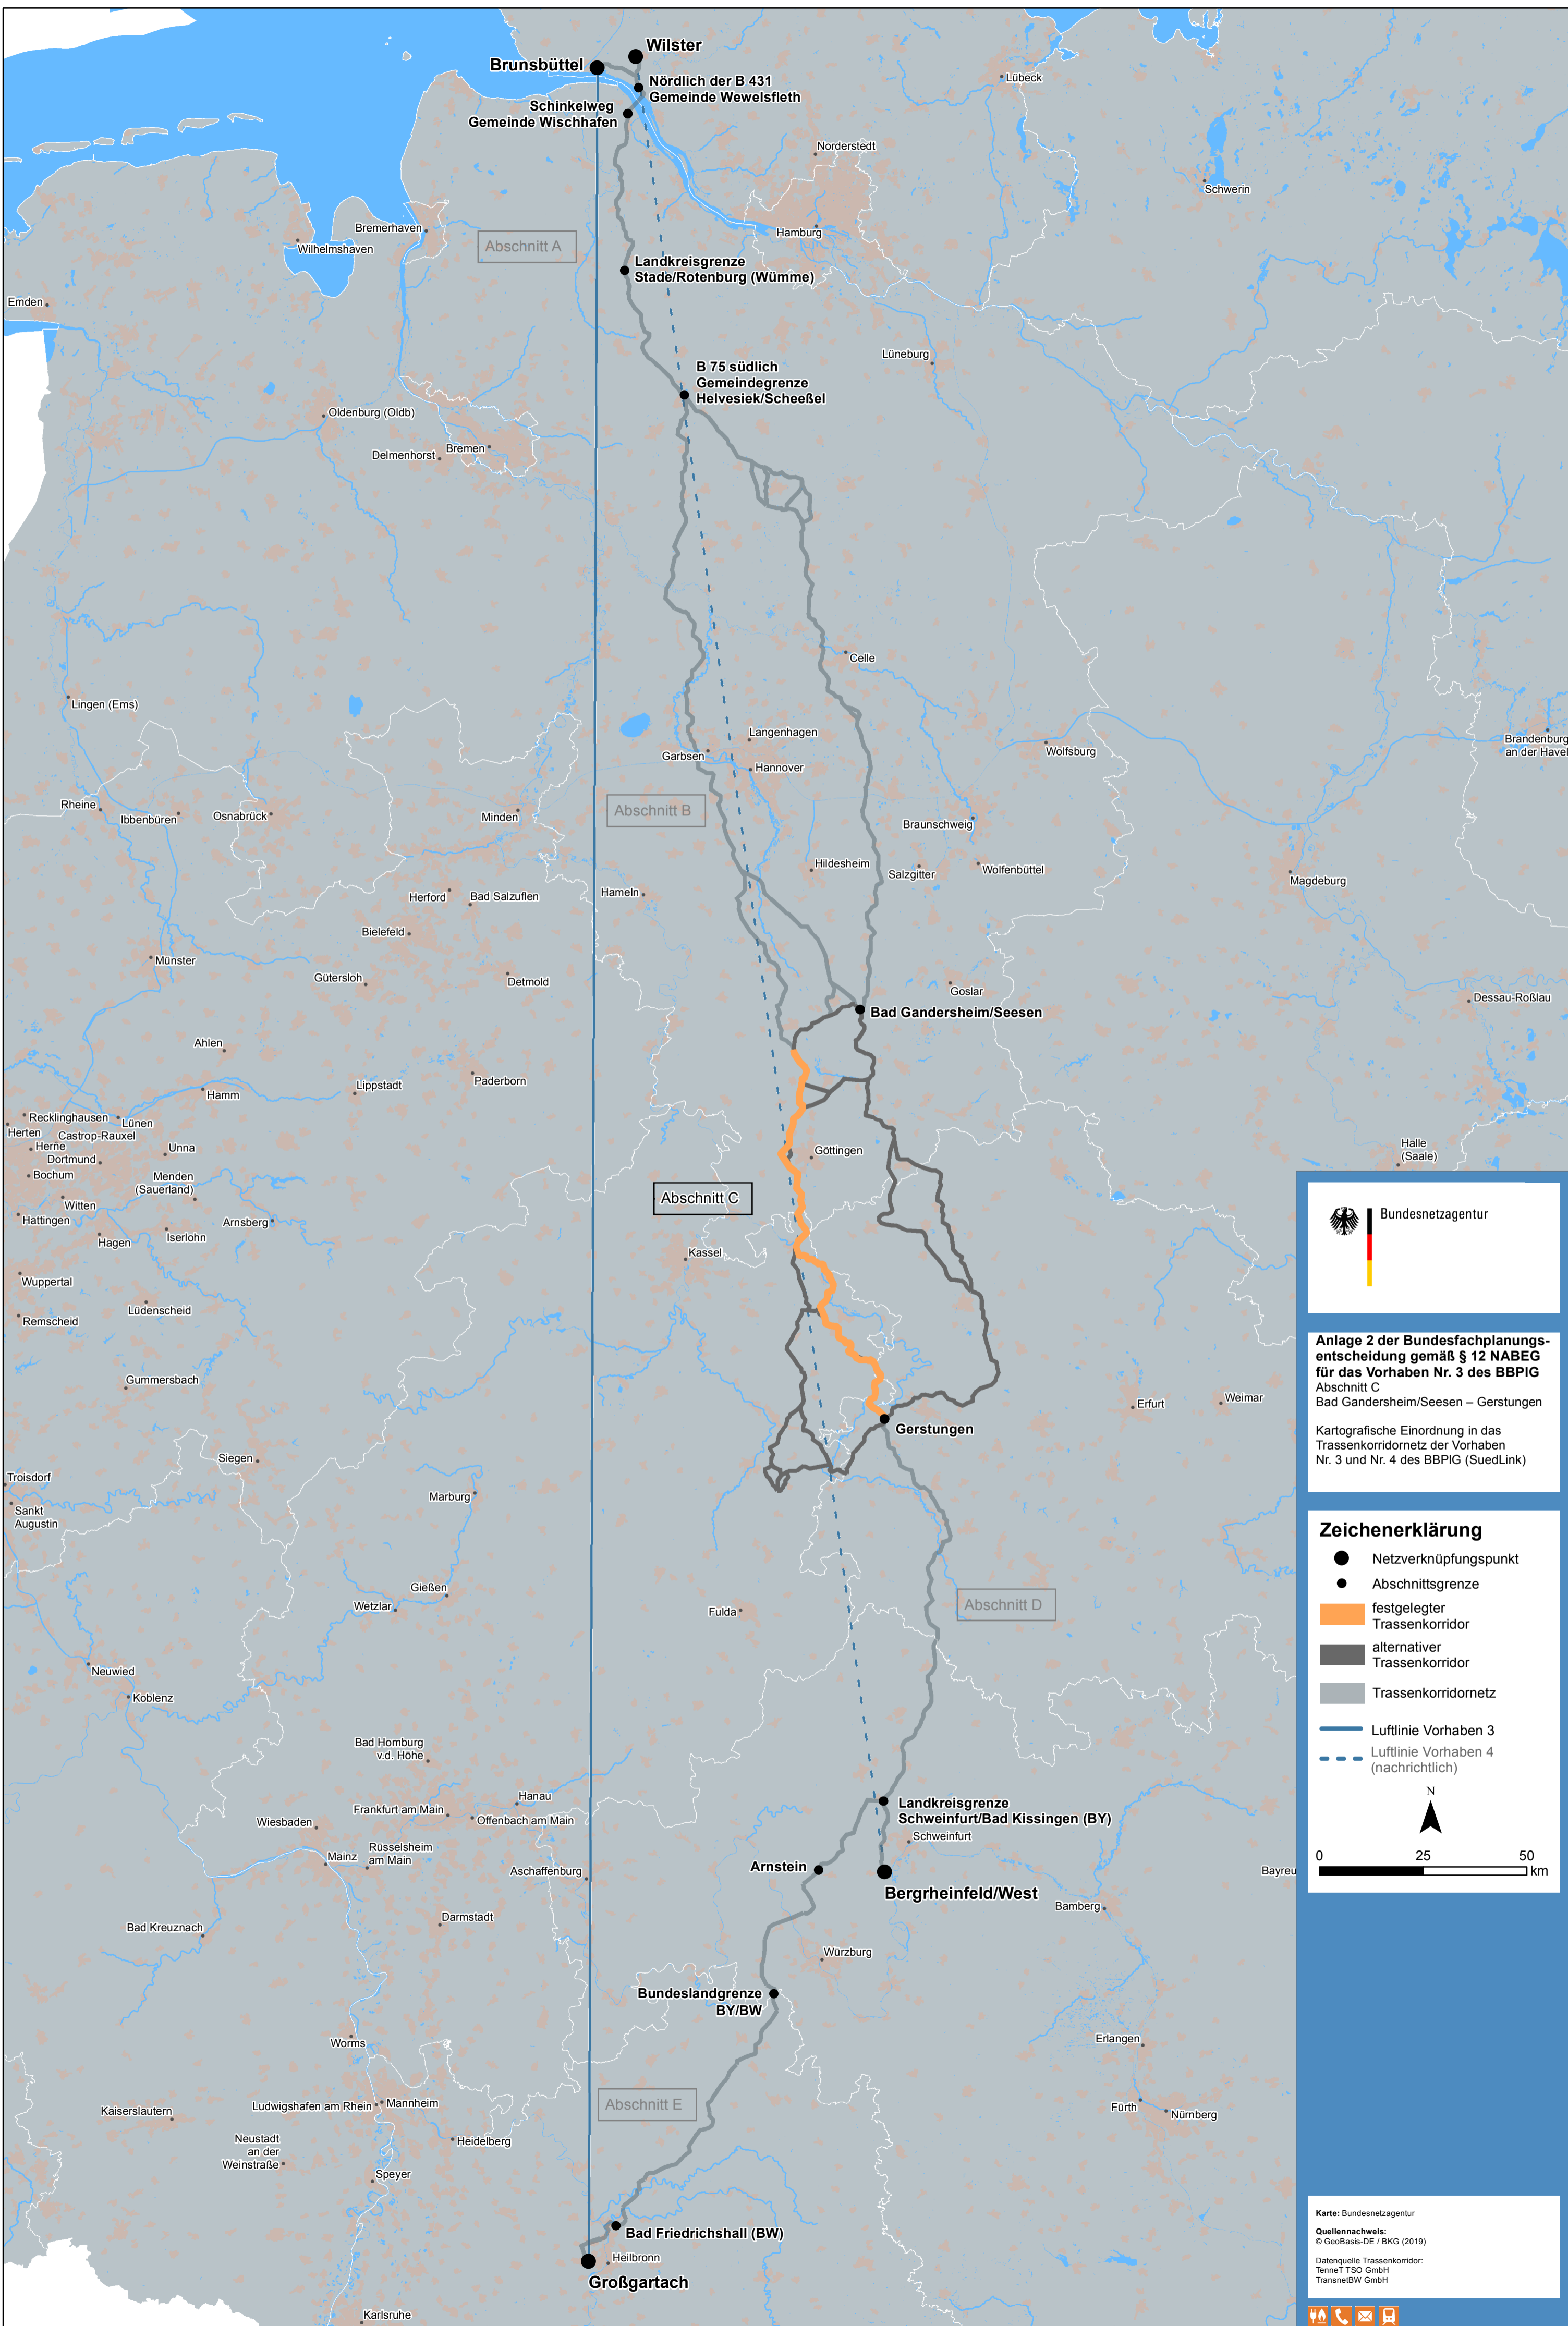 Wilster
Brunsbüttel
Nördlich der B 431
Gemeinde Wewelsfleth
Schinkelweg
Gemeinde Wischhafen
Lübeck
Norderstedt
Schwerin
Bremerhaven
Wilhelmshaven
Hamburg
Abschnitt A
Landkreisgrenze
Stade/Rotenburg (Wümme)
Emden
Lüneburg
B 75 südlich
Gemeindegrenze
Helvesiek/Scheeßel
Oldenburg (Oldb)
Bremen
Delmenhorst
Celle
Lingen (Ems)
Langenhagen
Garbsen
Hannover
Wolfsburg
Brandenburg
an der Havel
Rheine
Ibbenbüren
Osnabrück
Minden
Abschnitt B
Braunschweig
Hildesheim
Salzgitter
Wolfenbüttel
Magdeburg
Hameln
Herford
Bad Salzuflen
Bielefeld
Münster
Gütersloh
Detmold
Goslar
Dessau-Roßlau
Bad Gandersheim/Seesen
Ahlen
Paderborn
Lippstadt
Hamm
Recklinghausen
Lünen
Herten
Castrop-Rauxel
Herne
Unna
Dortmund
Bochum
Menden
(Sauerland)
Göttingen
Halle
(Saale)
Witten
Abschnitt C
Hattingen
Arnsberg
Iserlohn
Hagen
Kassel
Wuppertal
Lüdenscheid
Remscheid
Gummersbach
Erfurt
Weimar
Gerstungen
Siegen
Troisdorf
Marburg
Sankt
Augustin
Gießen
Wetzlar
Fulda
Abschnitt D
Neuwied
Koblenz
Bad Homburg
v.d. Höhe
Hanau
Frankfurt am Main
Offenbach am Main
Wiesbaden
Landkreisgrenze
Schweinfurt/Bad Kissingen (BY)
Schweinfurt
Rüsselsheim
am Main
Mainz
Aschaffenburg
Arnstein
Bayreu
Bergrheinfeld/West
Bamberg
Bad Kreuznach
Darmstadt
Würzburg
Bundeslandgrenze
BY/BW
Worms
Erlangen
Abschnitt E
Ludwigshafen am Rhein
Mannheim
Kaiserslautern
Fürth
Nürnberg
Neustadt
an der
Weinstraße
Heidelberg
Speyer
Bad Friedrichshall (BW)
Heilbronn
Großgartach
Karlsruhe
Bundesnetzagentur
Anlage 2 der Bundesfachplanungs-
entscheidung gemäß § 12 NABEG
für das Vorhaben Nr. 3 des BBPlG
Abschnitt C
Bad Gandersheim/Seesen – Gerstungen
Kartografische Einordnung in das
Trassenkorridornetz der Vorhaben
Nr. 3 und Nr. 4 des BBPlG (SuedLink)
Zeichenerklärung
Netzverknüpfungspunkt
Abschnittsgrenze
festgelegter
Trassenkorridor
alternativer
Trassenkorridor
Trassenkorridornetz
Luftlinie Vorhaben 3
Luftlinie Vorhaben 4
(nachrichtlich)
N
0 25 50
km
Karte: Bundesnetzagentur
Quellennachweis:
© GeoBasis-DE / BKG (2019)
Datenquelle Trassenkorridor:
TenneT TSO GmbH
TransnetBW GmbH